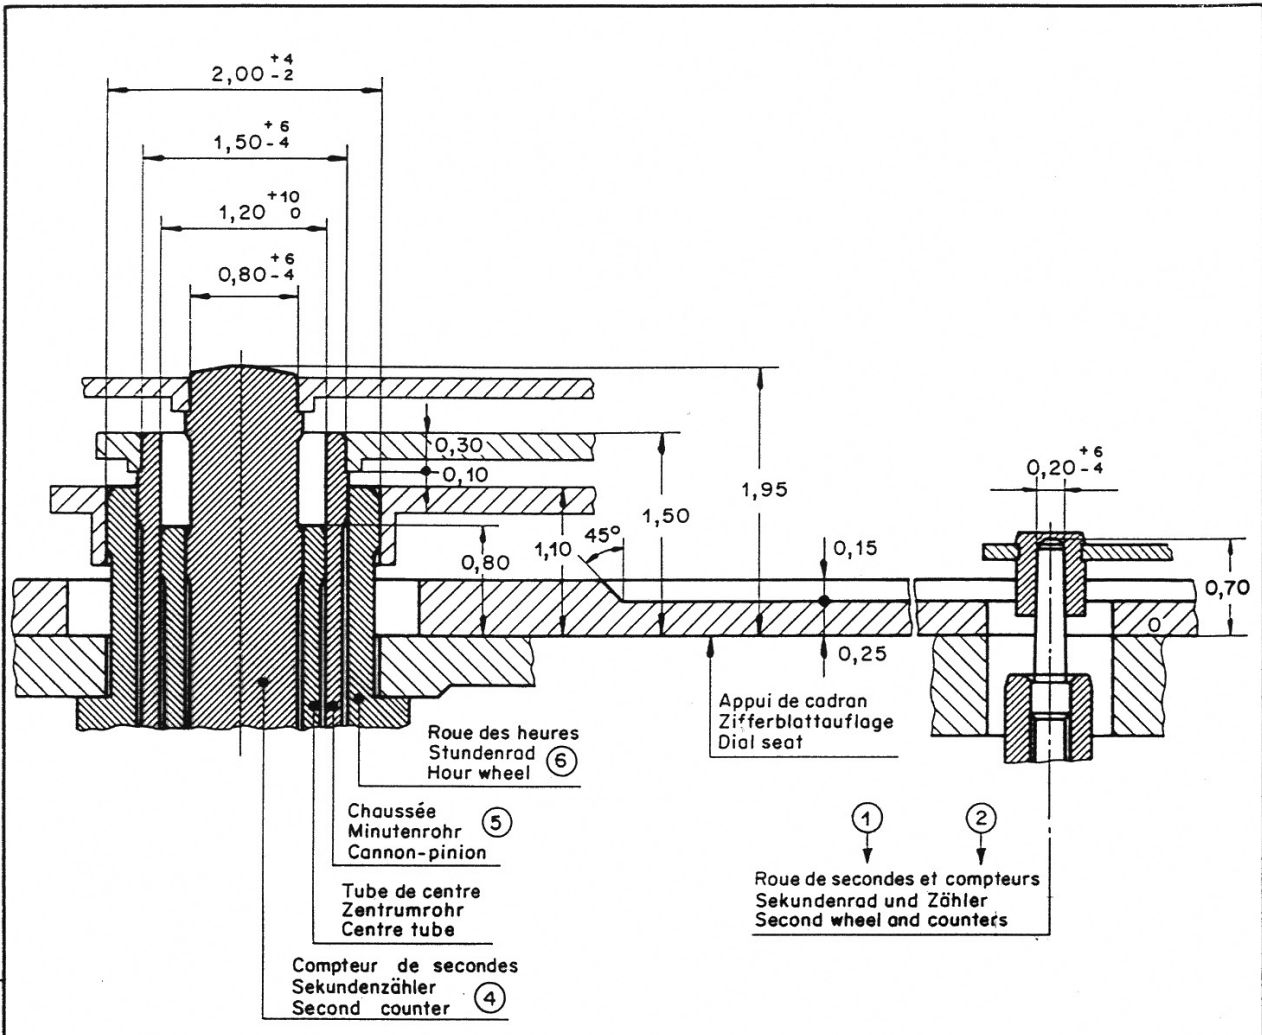 2,00 +4 -2
1,50 +6 -4
1,20 +10 0
0,80 +6 -4
0,30
0,10
0,80
1,10
1,50
1,95
45°
0,15
0,25
0,20 +6 -4
0,70
0
Appui de cadran
Zifferblattauflage
Dial seat
Roue des heures
Stundenrad
Hour wheel
6
Chaussée
Minutenrohr
Cannon-pinion
5
Tube de centre
Zentrumrohr
Centre tube
Compteur de secondes
Sekundenzähler
Second counter
4
1
2
Roue de secondes et compteurs
Sekundenrad und Zähler
Second wheel and counters